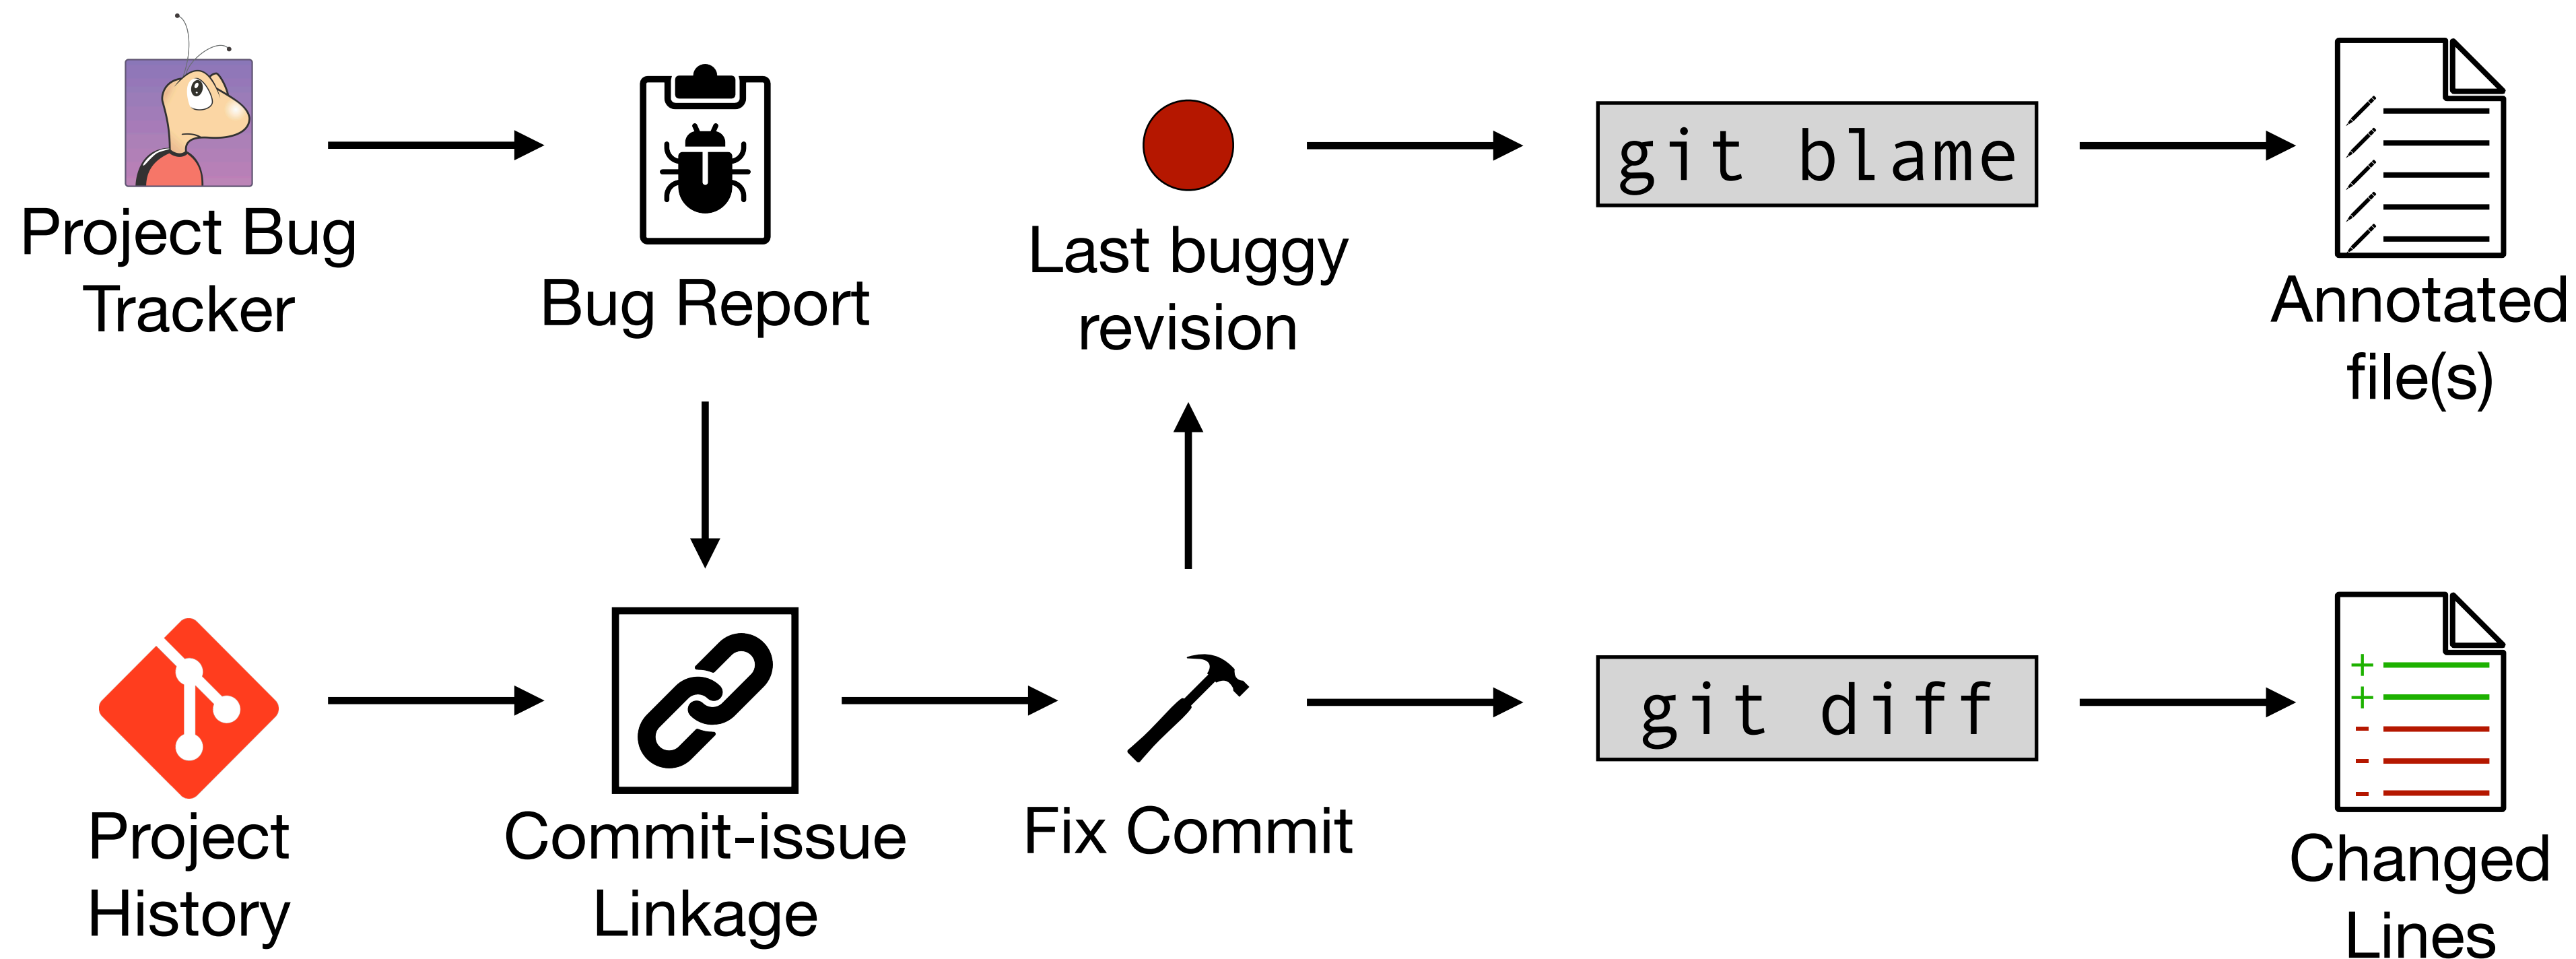 Project Bug
Tracker
Bug Report
Last buggy
revision
git blame
Annotated
file(s)
Project
History
Commit-issue
Linkage
Fix Commit
git diff
Changed
Lines